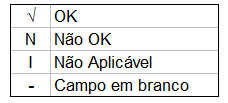 √ OK
N Não OK
I Não Aplicável
- Campo em branco